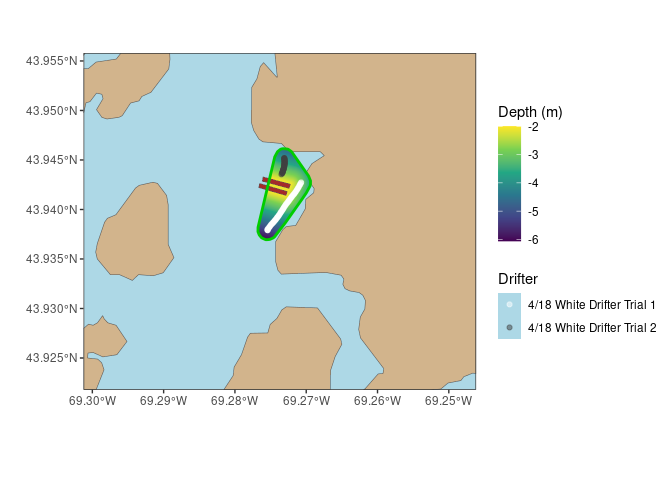 43.955°N
43.950°N
43.945°N
43.940°N
43.935°N
43.930°N
43.925°N
69.30°W
69.29°W
69.28°W
69.27°W
69.26°W
69.25°W
Depth (m)
-2
-3
-4
-5
-6
Drifter
4/18 White Drifter Trial 1
4/18 White Drifter Trial 2